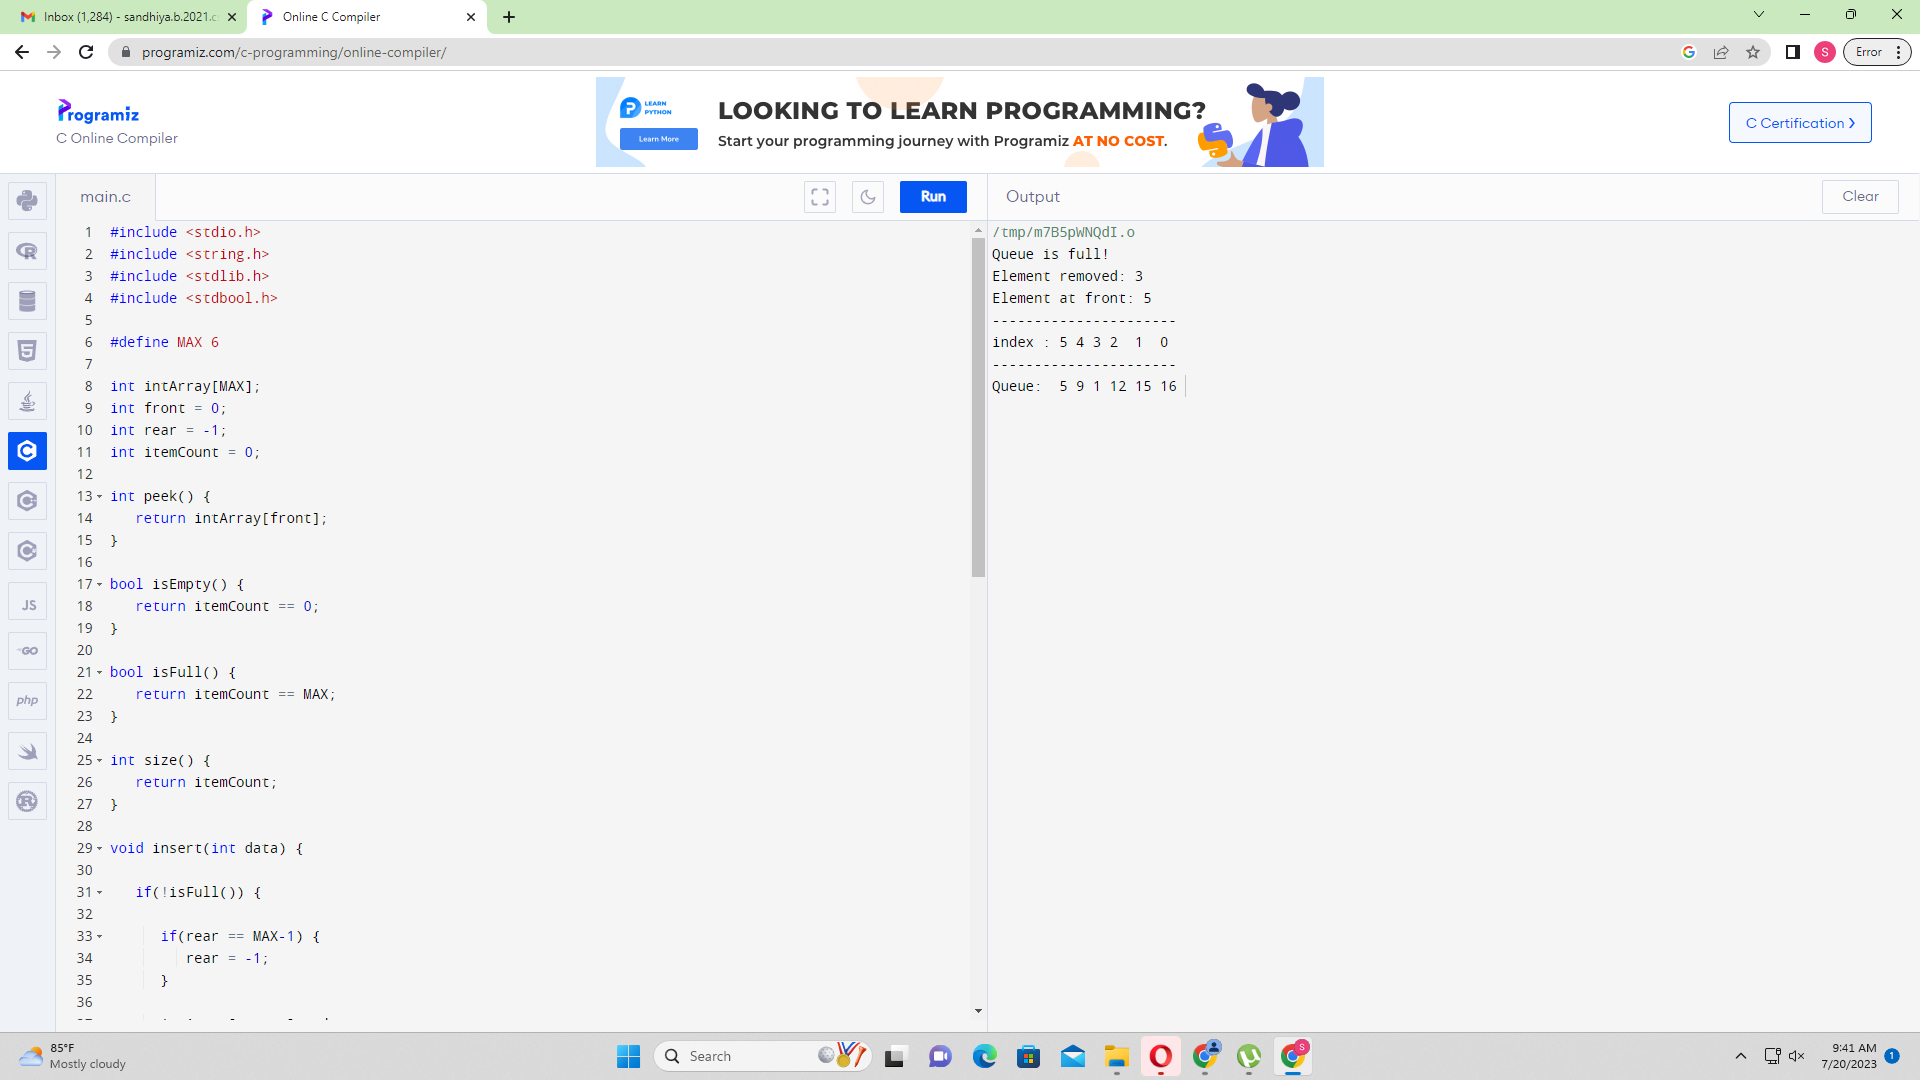 Inbox (1,284) - sandhiya.b.2021.c
Online C Compiler
programiz.com/c-programming/online-compiler/
S
Error
Programiz
C Online Compiler
LEARN
PYTHON
Learn More
LOOKING TO LEARN PROGRAMMING?
Start your programming journey with Programiz AT NO COST.
C Certification
main.c
Run
Output
Clear
1 #include <stdio.h>
2 #include <string.h>
3 #include <stdlib.h>
4 #include <stdbool.h>
5
6 #define MAX 6
7
8 int intArray[MAX];
9 int front = 0;
10 int rear = -1;
11 int itemCount = 0;
12
13 int peek() {
14    return intArray[front];
15 }
16
17 bool isEmpty() {
18    return itemCount == 0;
19 }
20
21 bool isFull() {
22    return itemCount == MAX;
23 }
24
25 int size() {
26    return itemCount;
27 }
28
29 void insert(int data) {
30
31    if(!isFull()) {
32
33       if(rear == MAX-1) {
34          rear = -1;
35       }
36
/tmp/m7B5pWNQdI.o
Queue is full!
Element removed: 3
Element at front: 5
----------------------
index : 5 4 3 2  1  0
----------------------
Queue:  5 9 1 12 15 16
JS
GO
php
85°F
Mostly cloudy
Search
S
9:41 AM
7/20/2023
1